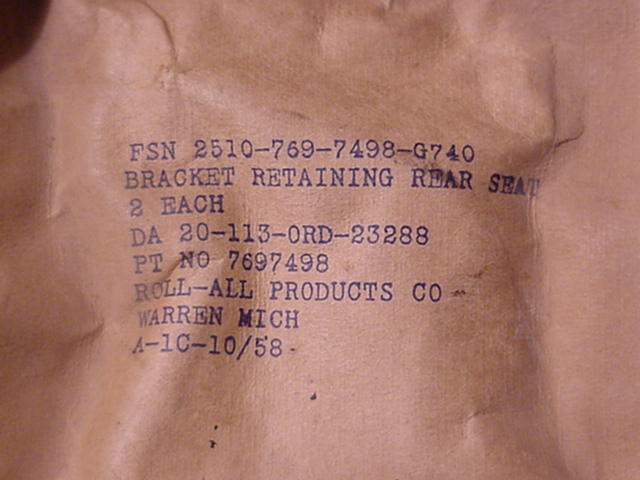 FSN 2510-769-7498-G740
BRACKET RETAINING REAR SEAT
2 EACH
DA 20-113-ORD-23288
PT NO 7697498
ROLL-ALL PRODUCTS CO
WARREN MICH
A-1C-10/58